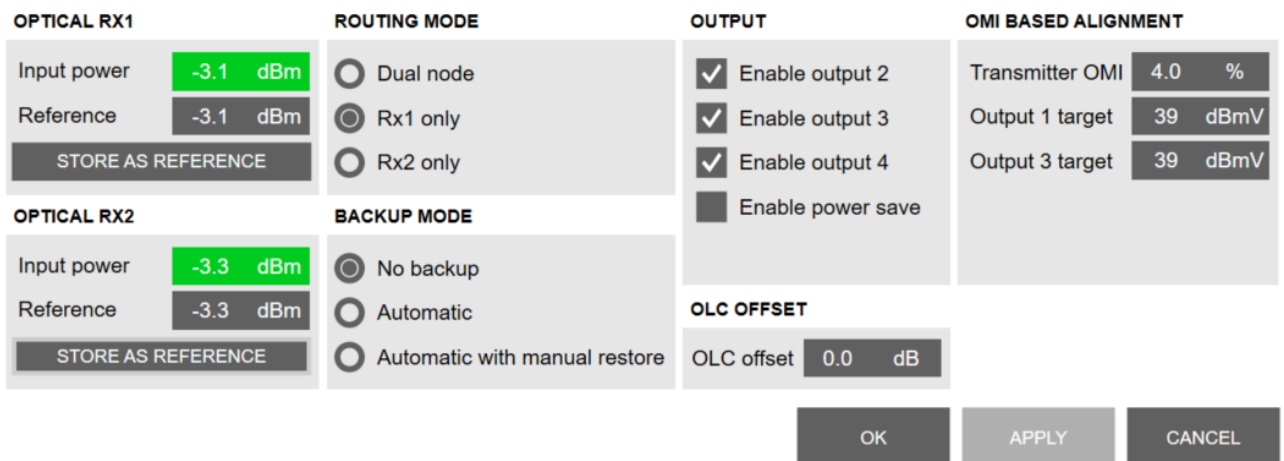 OPTICAL RX1
Input power -3.1 dBm
Reference -3.1 dBm
STORE AS REFERENCE
OPTICAL RX2
Input power -3.3 dBm
Reference -3.3 dBm
STORE AS REFERENCE
ROUTING MODE
Dual node
Rx1 only
Rx2 only
BACKUP MODE
No backup
Automatic
Automatic with manual restore
OUTPUT
Enable output 2
Enable output 3
Enable output 4
Enable power save
OLC OFFSET
OLC offset 0.0 dB
OMI BASED ALIGNMENT
Transmitter OMI 4.0 %
Output 1 target 39 dBmV
Output 3 target 39 dBmV
OK APPLY CANCEL